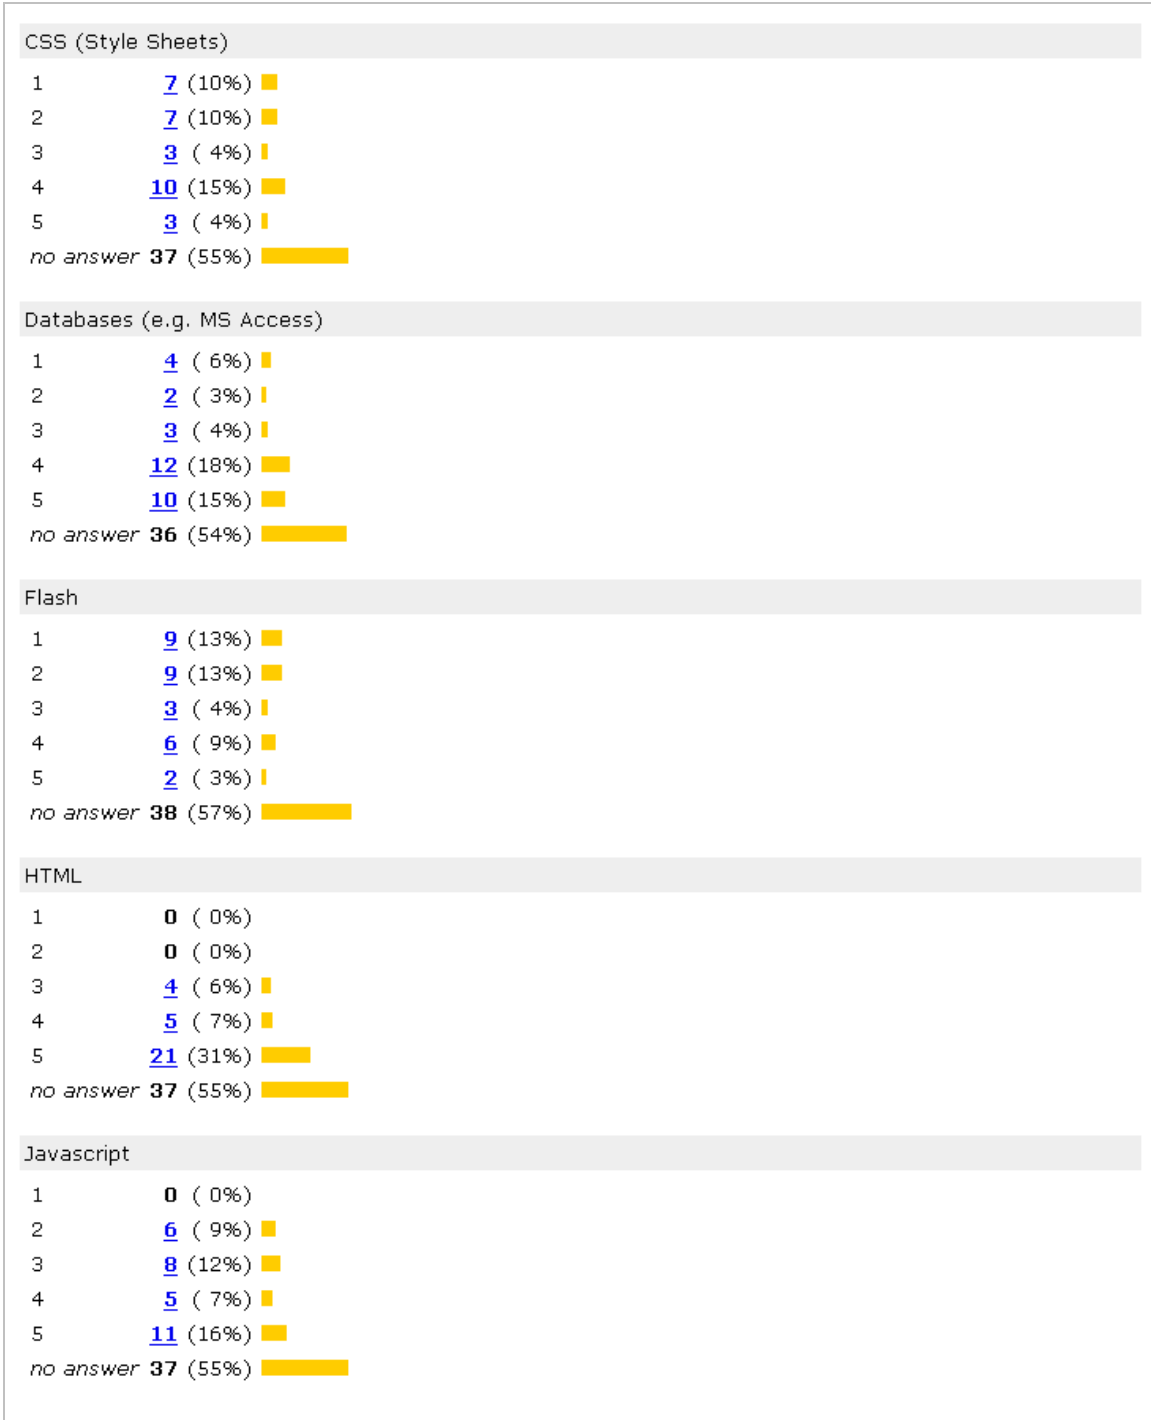 CSS (Style Sheets)
1 7 (10%)
2 7 (10%)
3 3 ( 4%)
4 10 (15%)
5 3 ( 4%)
no answer 37 (55%)
Databases (e.g. MS Access)
1 4 ( 6%)
2 2 ( 3%)
3 3 ( 4%)
4 12 (18%)
5 10 (15%)
no answer 36 (54%)
Flash
1 9 (13%)
2 9 (13%)
3 3 ( 4%)
4 6 ( 9%)
5 2 ( 3%)
no answer 38 (57%)
HTML
1 0 ( 0%)
2 0 ( 0%)
3 4 ( 6%)
4 5 ( 7%)
5 21 (31%)
no answer 37 (55%)
Javascript
1 0 ( 0%)
2 6 ( 9%)
3 8 (12%)
4 5 ( 7%)
5 11 (16%)
no answer 37 (55%)